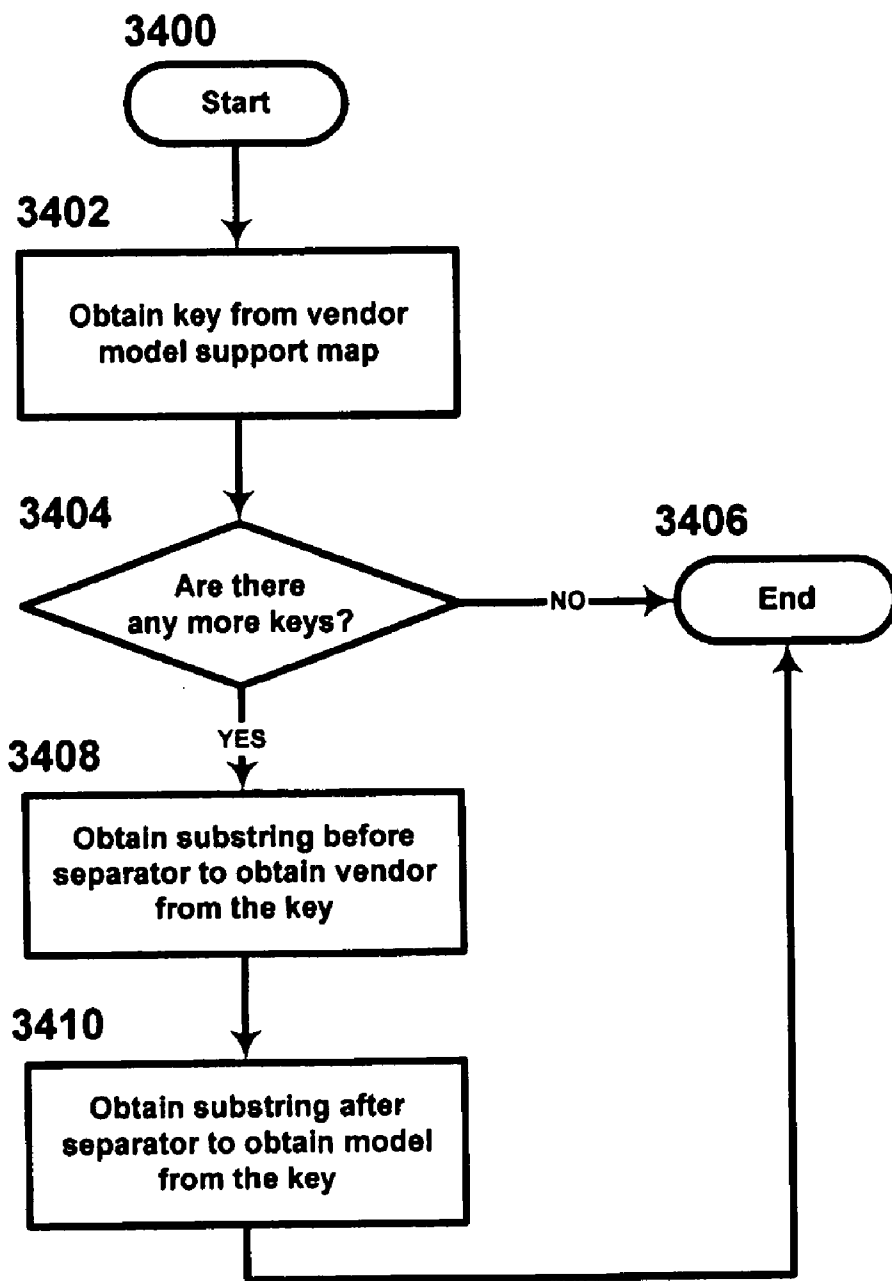 3400
Start
3402
Obtain key from vendor
model support map
3404
Are there
any more keys?
NO
3406
End
YES
3408
Obtain substring before
separator to obtain vendor
from the key
3410
Obtain substring after
separator to obtain model
from the key